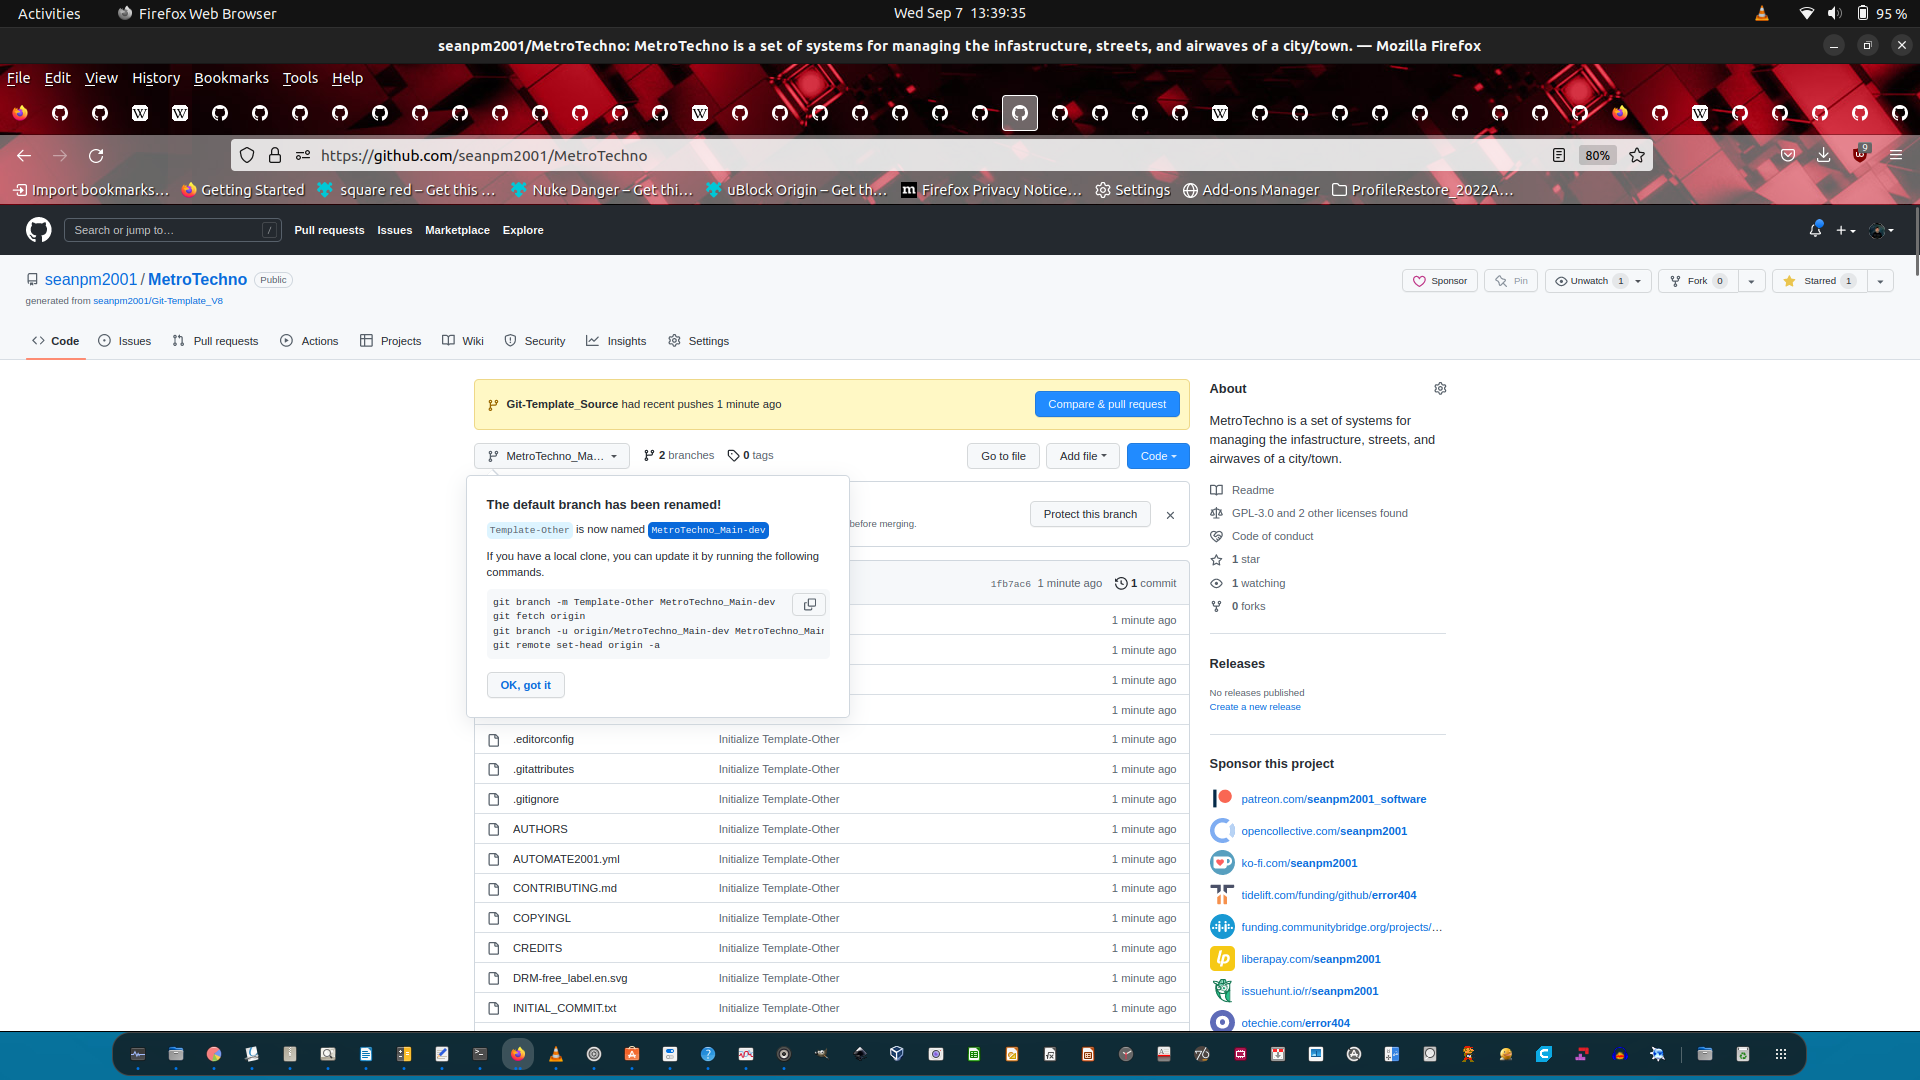 Activities
Firefox Web Browser
Wed Sep 7 13:39:35
95 %
seanpm2001/MetroTechno: MetroTechno is a set of systems for managing the infastructure, streets, and airwaves of a city/town. — Mozilla Firefox
File Edit View History Bookmarks Tools Help
https://github.com/seanpm2001/MetroTechno
80%
9
Import bookmarks…
Getting Started
square red – Get this …
Nuke Danger – Get thi…
uBlock Origin – Get th…
Firefox Privacy Notice…
Settings
Add-ons Manager
ProfileRestore_2022A…
Search or jump to…
/
Pull requests
Issues
Marketplace
Explore
seanpm2001 / MetroTechno
Public
generated from seanpm2001/Git-Template_V8
Sponsor
Pin
Unwatch 1
Fork 0
Starred 1
Code
Issues
Pull requests
Actions
Projects
Wiki
Security
Insights
Settings
Git-Template_Source had recent pushes 1 minute ago
Compare & pull request
MetroTechno_Ma…
2 branches
0 tags
Go to file
Add file
Code
The default branch has been renamed!
Template-Other is now named MetroTechno_Main-dev
If you have a local clone, you can update it by running the following
commands.
git branch -m Template-Other MetroTechno_Main-dev
git fetch origin
git branch -u origin/MetroTechno_Main-dev MetroTechno_Main
git remote set-head origin -a
OK, got it
before merging.
Protect this branch
1fb7ac6 1 minute ago
1 commit
1 minute ago
1 minute ago
1 minute ago
1 minute ago
.editorconfig Initialize Template-Other 1 minute ago
.gitattributes Initialize Template-Other 1 minute ago
.gitignore Initialize Template-Other 1 minute ago
AUTHORS Initialize Template-Other 1 minute ago
AUTOMATE2001.yml Initialize Template-Other 1 minute ago
CONTRIBUTING.md Initialize Template-Other 1 minute ago
COPYINGL Initialize Template-Other 1 minute ago
CREDITS Initialize Template-Other 1 minute ago
DRM-free_label.en.svg Initialize Template-Other 1 minute ago
INITIAL_COMMIT.txt Initialize Template-Other 1 minute ago
About
MetroTechno is a set of systems for
managing the infastructure, streets, and
airwaves of a city/town.
Readme
GPL-3.0 and 2 other licenses found
Code of conduct
1 star
1 watching
0 forks
Releases
No releases published
Create a new release
Sponsor this project
patreon.com/seanpm2001_software
opencollective.com/seanpm2001
ko-fi.com/seanpm2001
tidelift.com/funding/github/error404
funding.communitybridge.org/projects/…
liberapay.com/seanpm2001
issuehunt.io/r/seanpm2001
otechie.com/error404